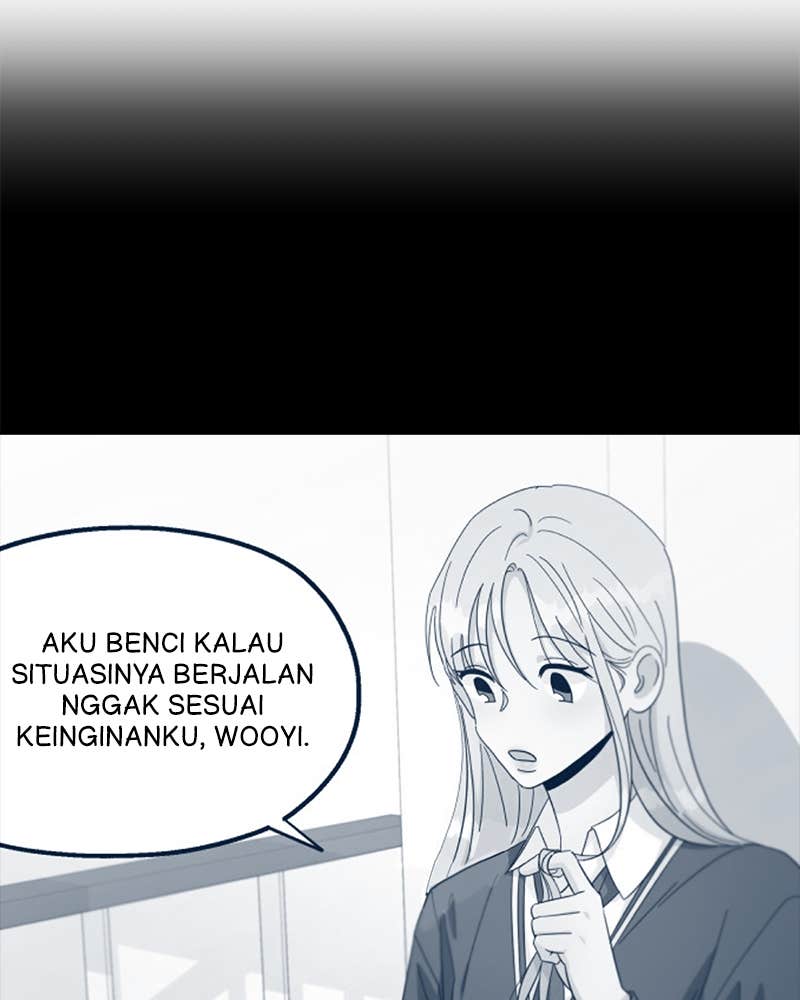 AKU BENCI KALAU
SITUASINYA BERJALAN
NGGAK SESUAI
KEINGINANKU, WOOYI.